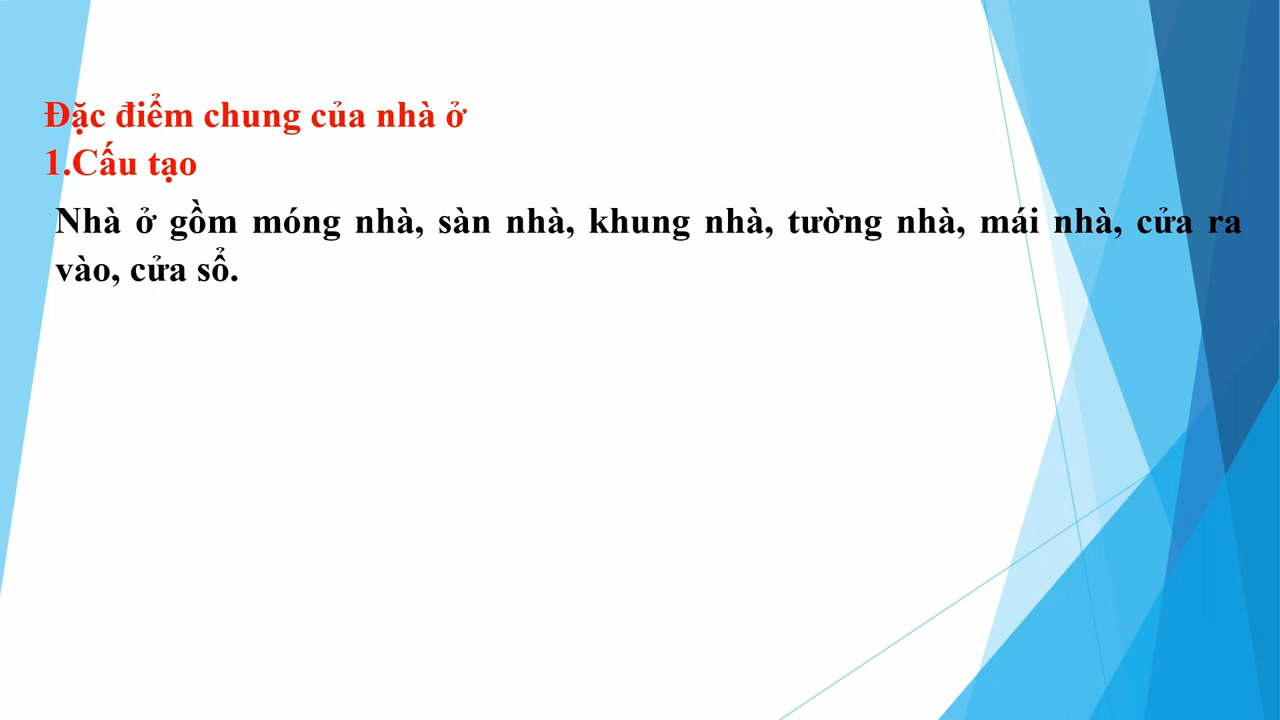 Đặc điểm chung của nhà ở
1.Cấu tạo
Nhà ở gồm móng nhà, sàn nhà, khung nhà, tường nhà, mái nhà, cửa ra
vào, cửa sổ.